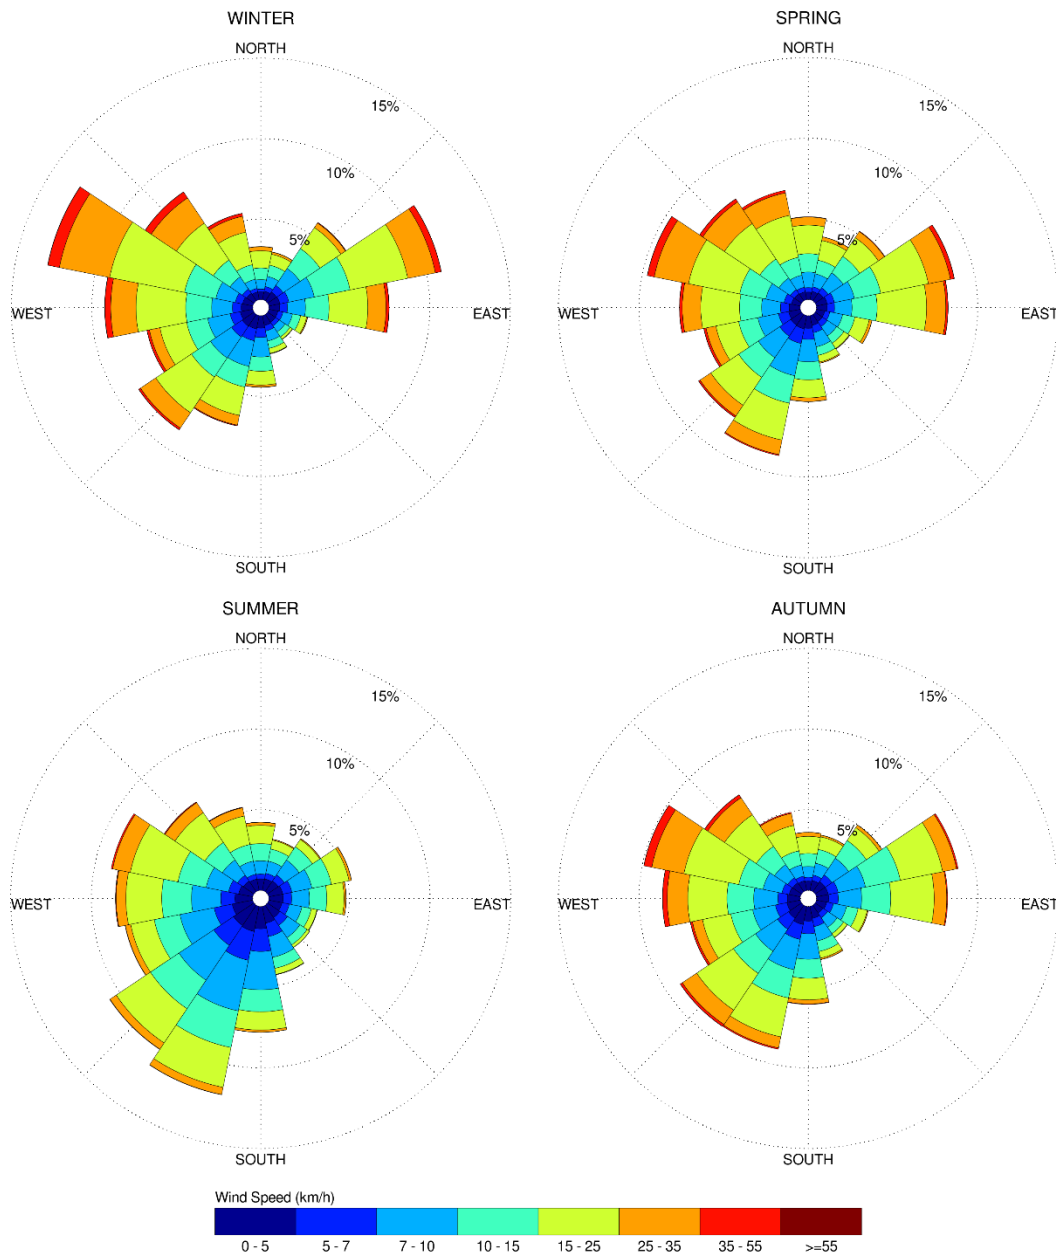 WINTER
NORTH
15%
10%
5%
WEST
EAST
SOUTH
SPRING
NORTH
15%
10%
5%
WEST
EAST
SOUTH
SUMMER
NORTH
15%
10%
5%
WEST
EAST
SOUTH
AUTUMN
NORTH
15%
10%
5%
WEST
EAST
SOUTH
Wind Speed (km/h)
0 - 5 5 - 7 7 - 10 10 - 15 15 - 25 25 - 35 35 - 55 >=55